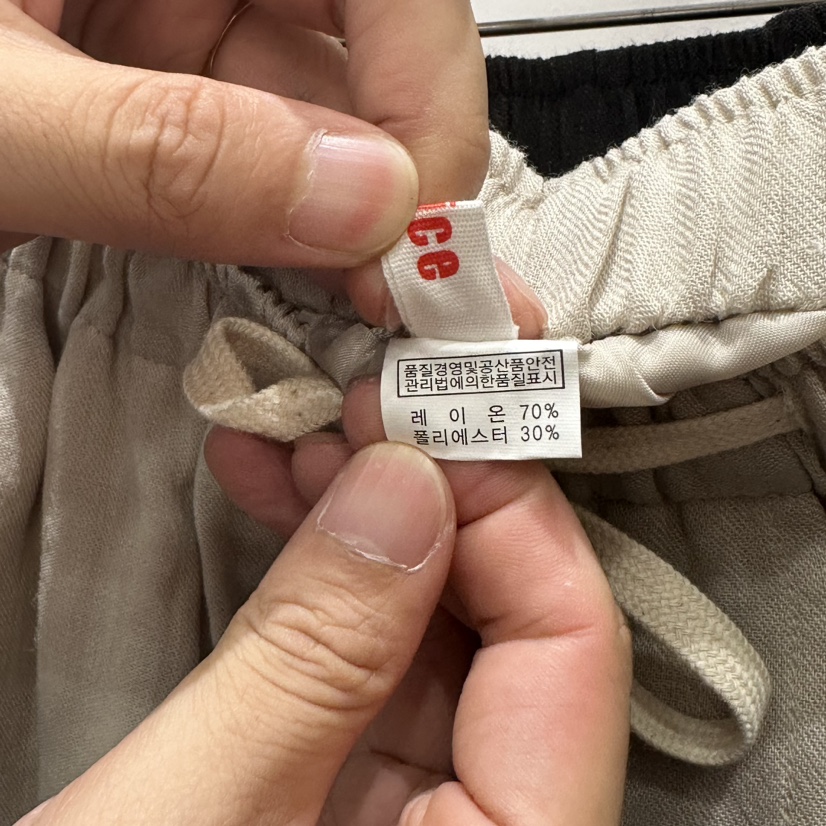 ce
품질경영및공산품안전
관리법에의한품질표시
레 이 온 70%
폴리에스터 30%